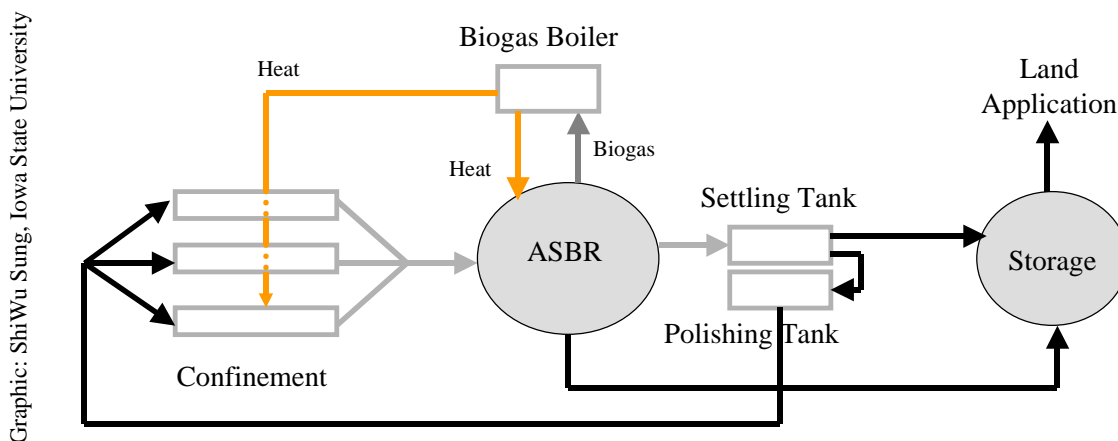 Graphic: ShiWu Sung, Iowa State University
Biogas Boiler
Heat
Land
Application
Biogas
Heat
Settling Tank
ASBR
Storage
Polishing Tank
Confinement